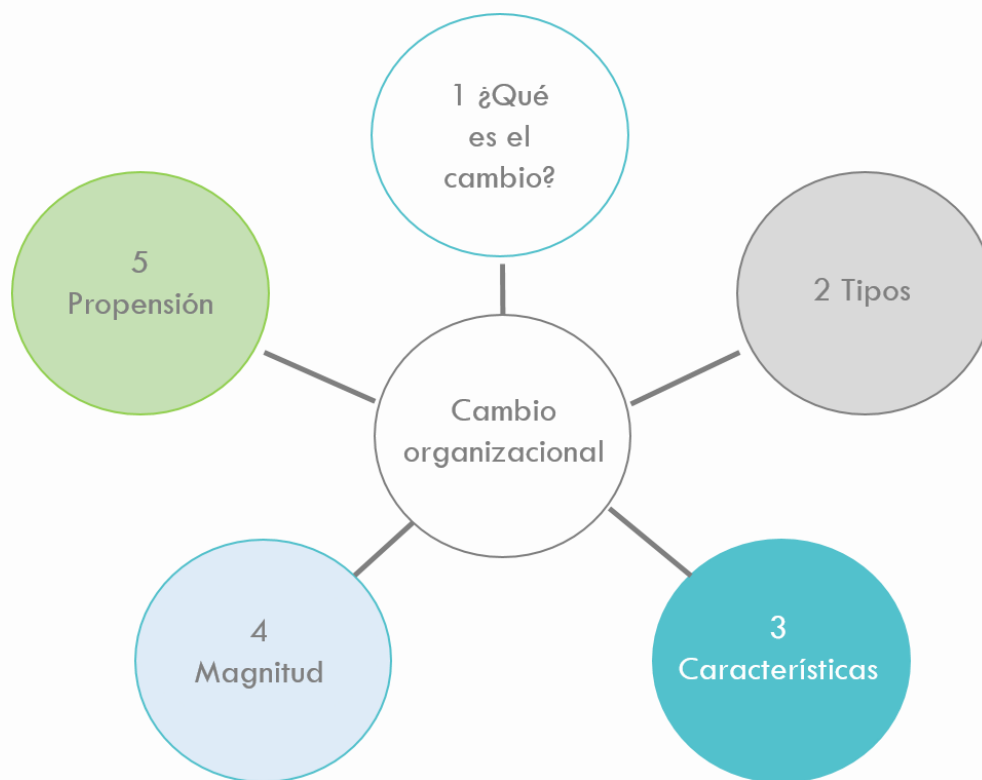 1 ¿Qué
es el
cambio?
5
Propensión
2 Tipos
Cambio
organizacional
4
Magnitud
3
Características